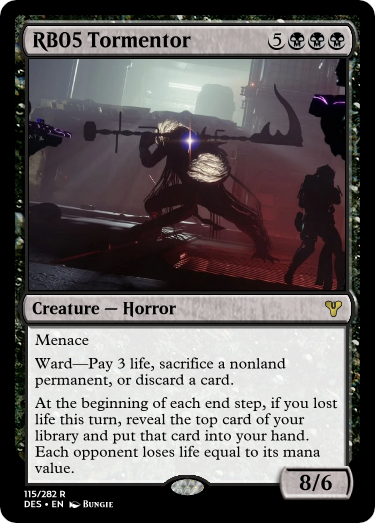 RB05 Tormentor 5
Creature — Horror
Menace
Ward—Pay 3 life, sacrifice a nonland
permanent, or discard a card.
At the beginning of each end step, if you lost
life this turn, reveal the top card of your
library and put that card into your hand.
Each opponent loses life equal to its mana
value.
8/6
115/282 R
DES • EN Bungie